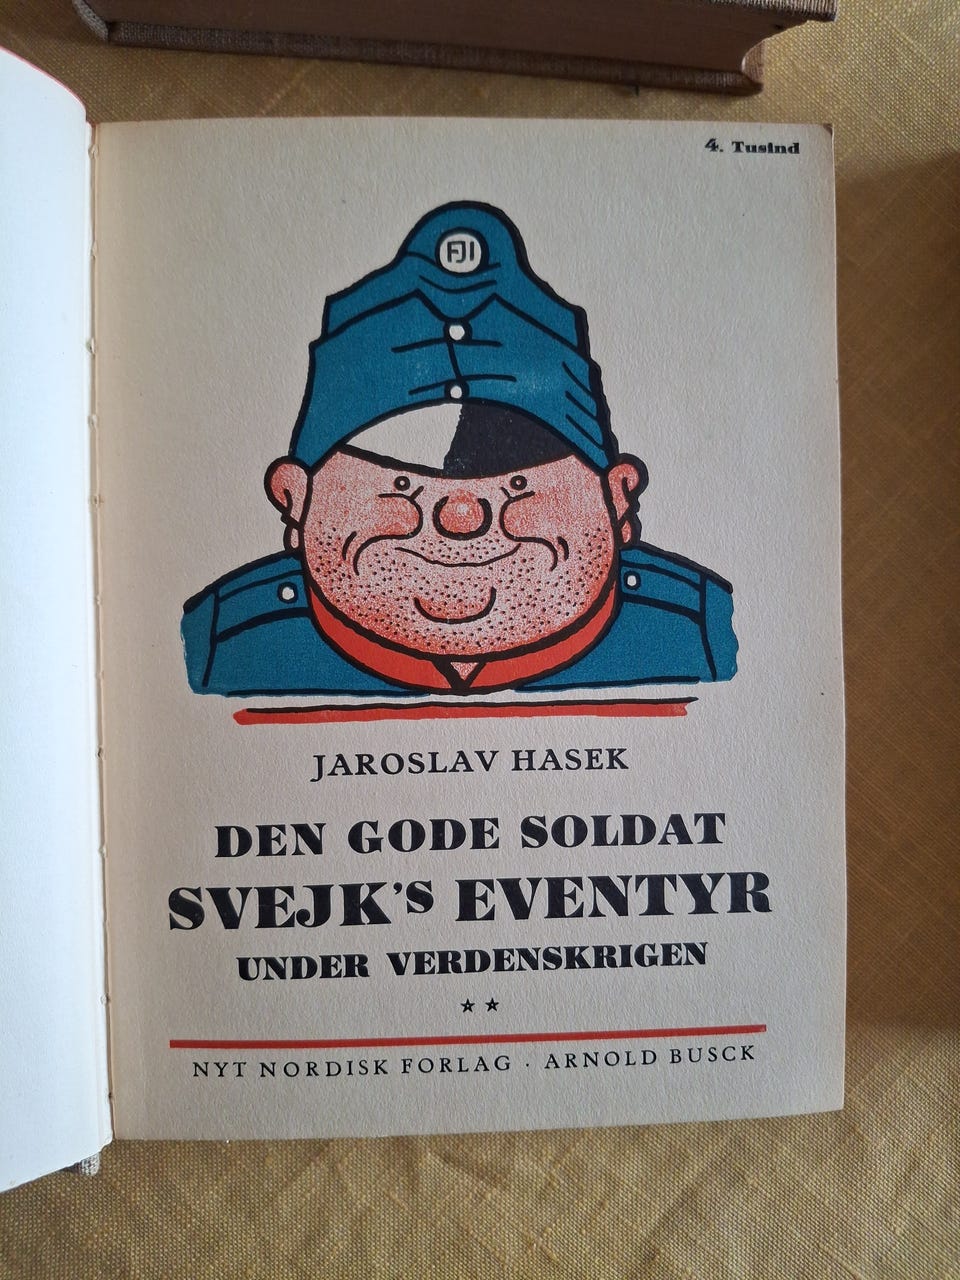 4. Tusind
FJI
JAROSLAV HASEK
DEN GODE SOLDAT
SVEJK'S EVENTYR
UNDER VERDENSKRIGEN
★ ★
NYT NORDISK FORLAG · ARNOLD BUSCK